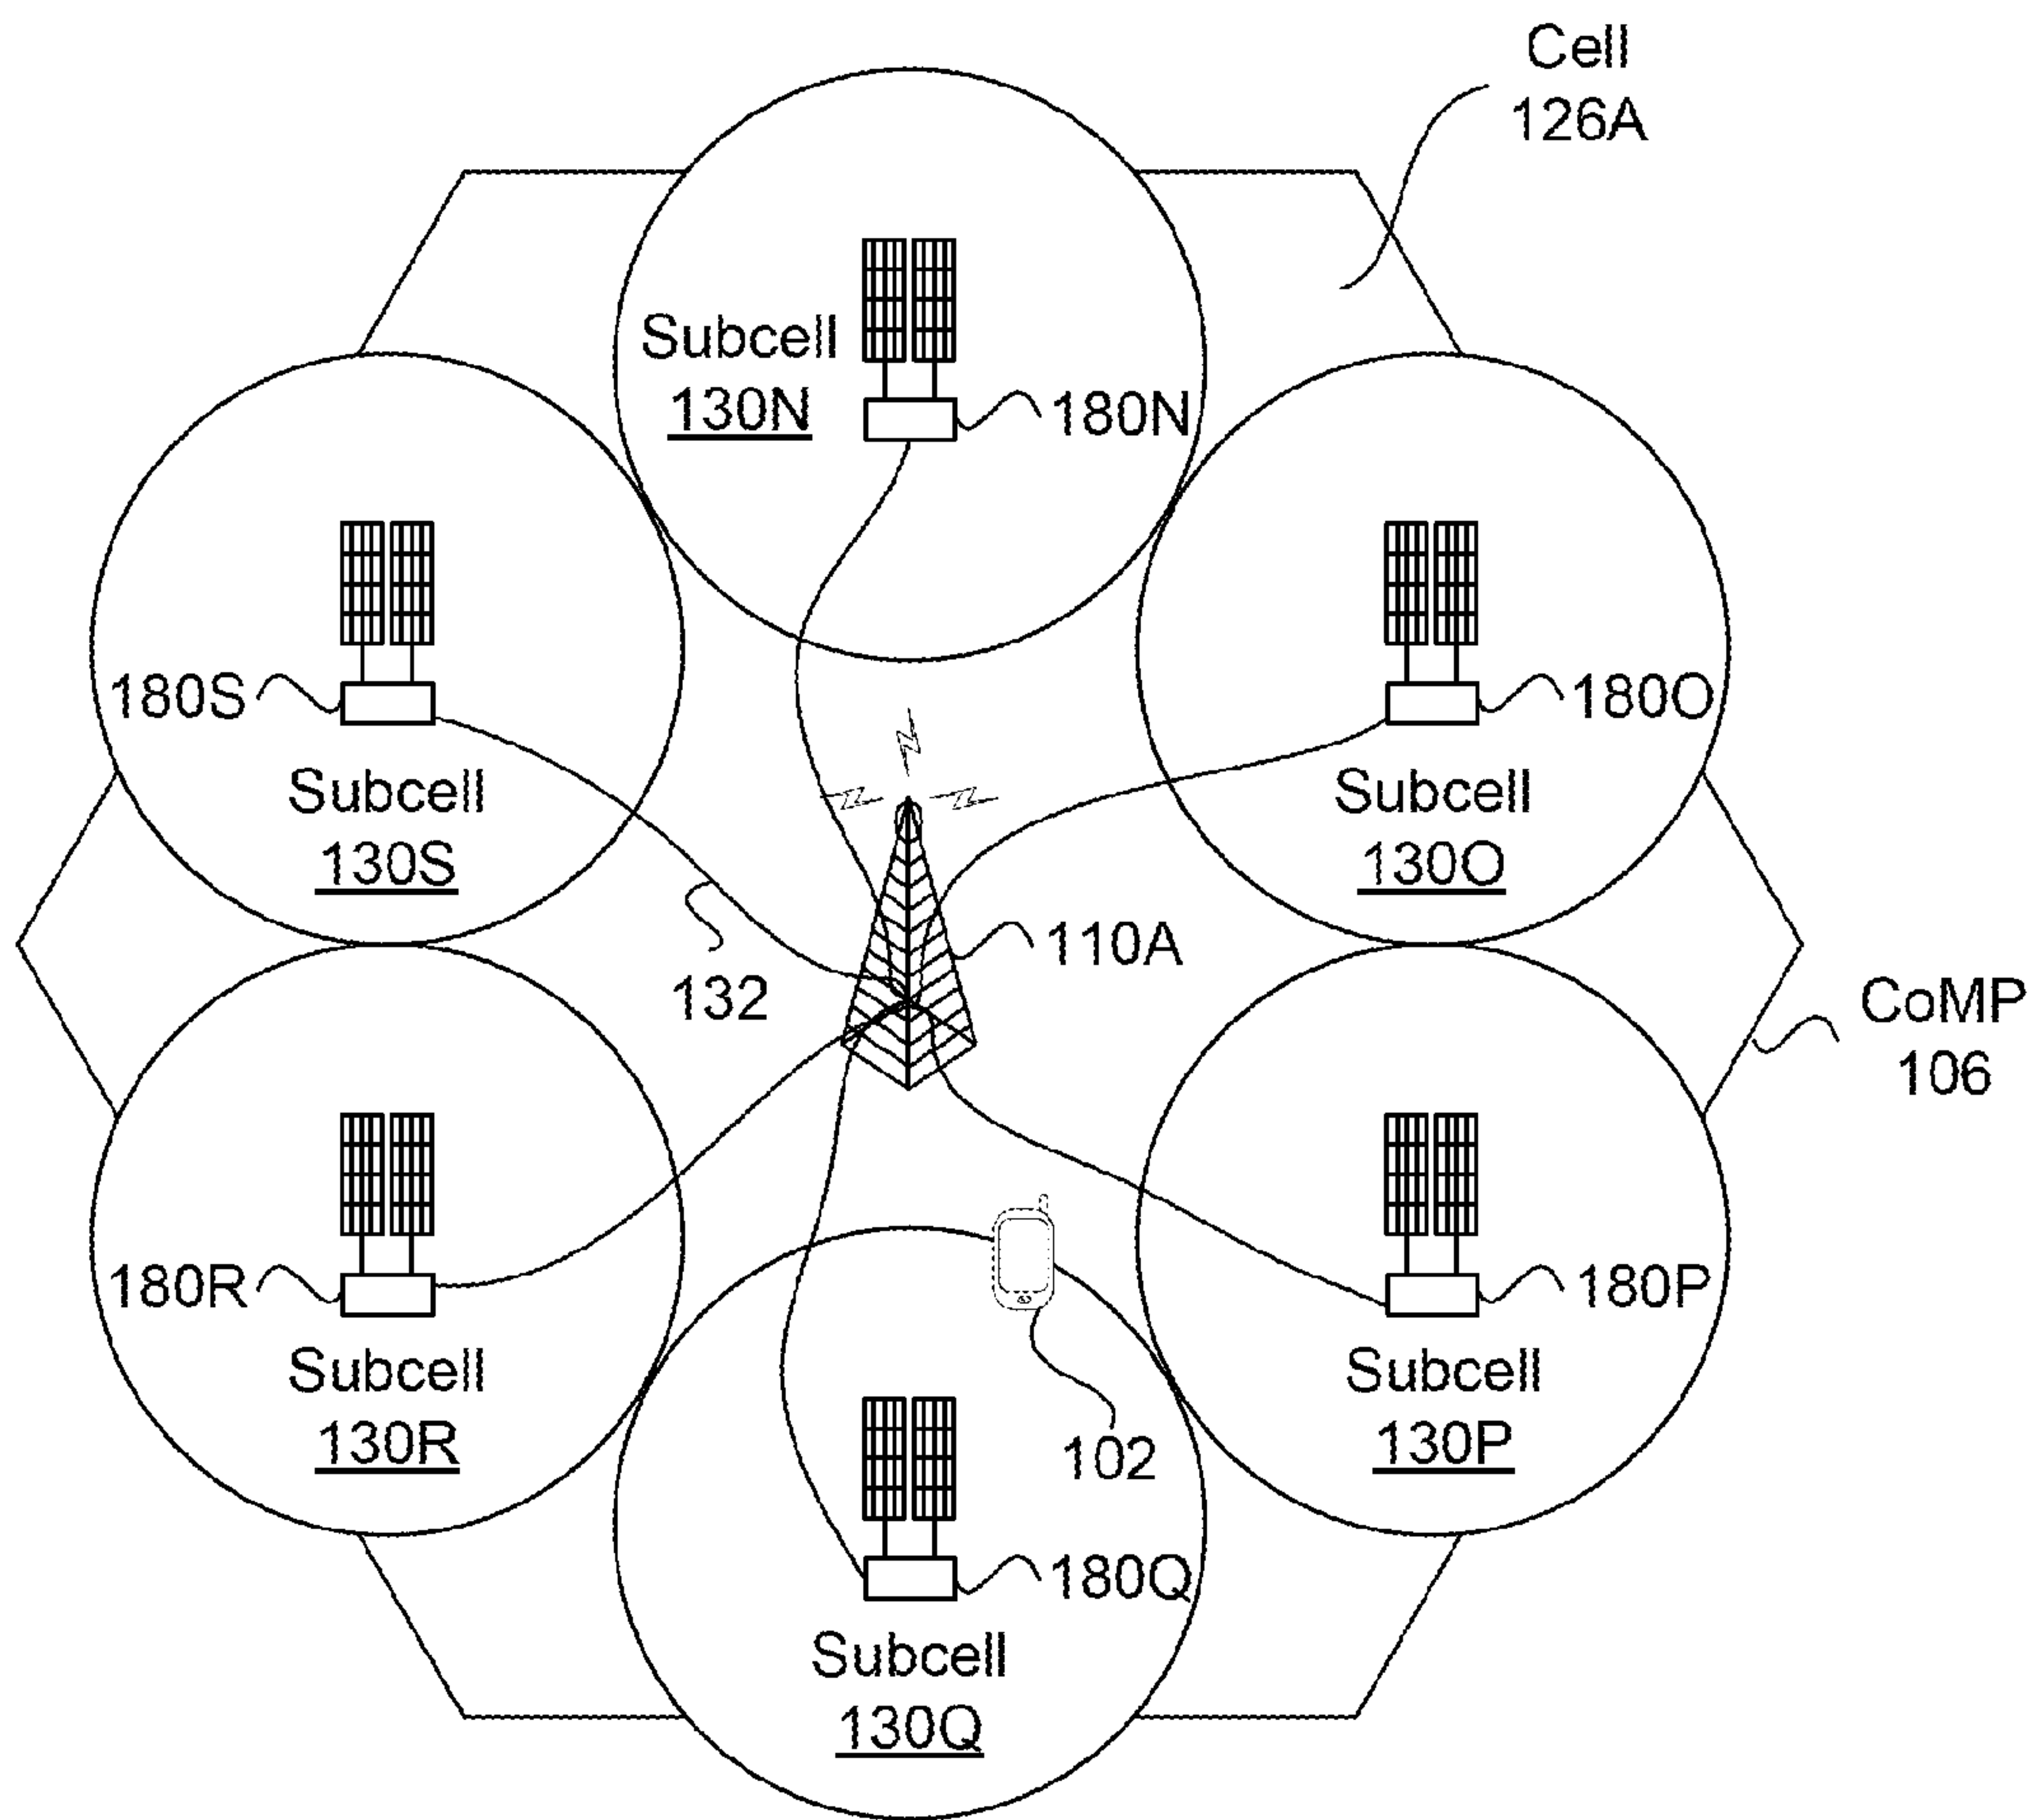 Cell
126A
Subcell
130N
180N
180S
180O
Subcell
130S
Subcell
130O
110A
132
CoMP
106
180R
180P
Subcell
130R
Subcell
130P
102
180Q
Subcell
130Q